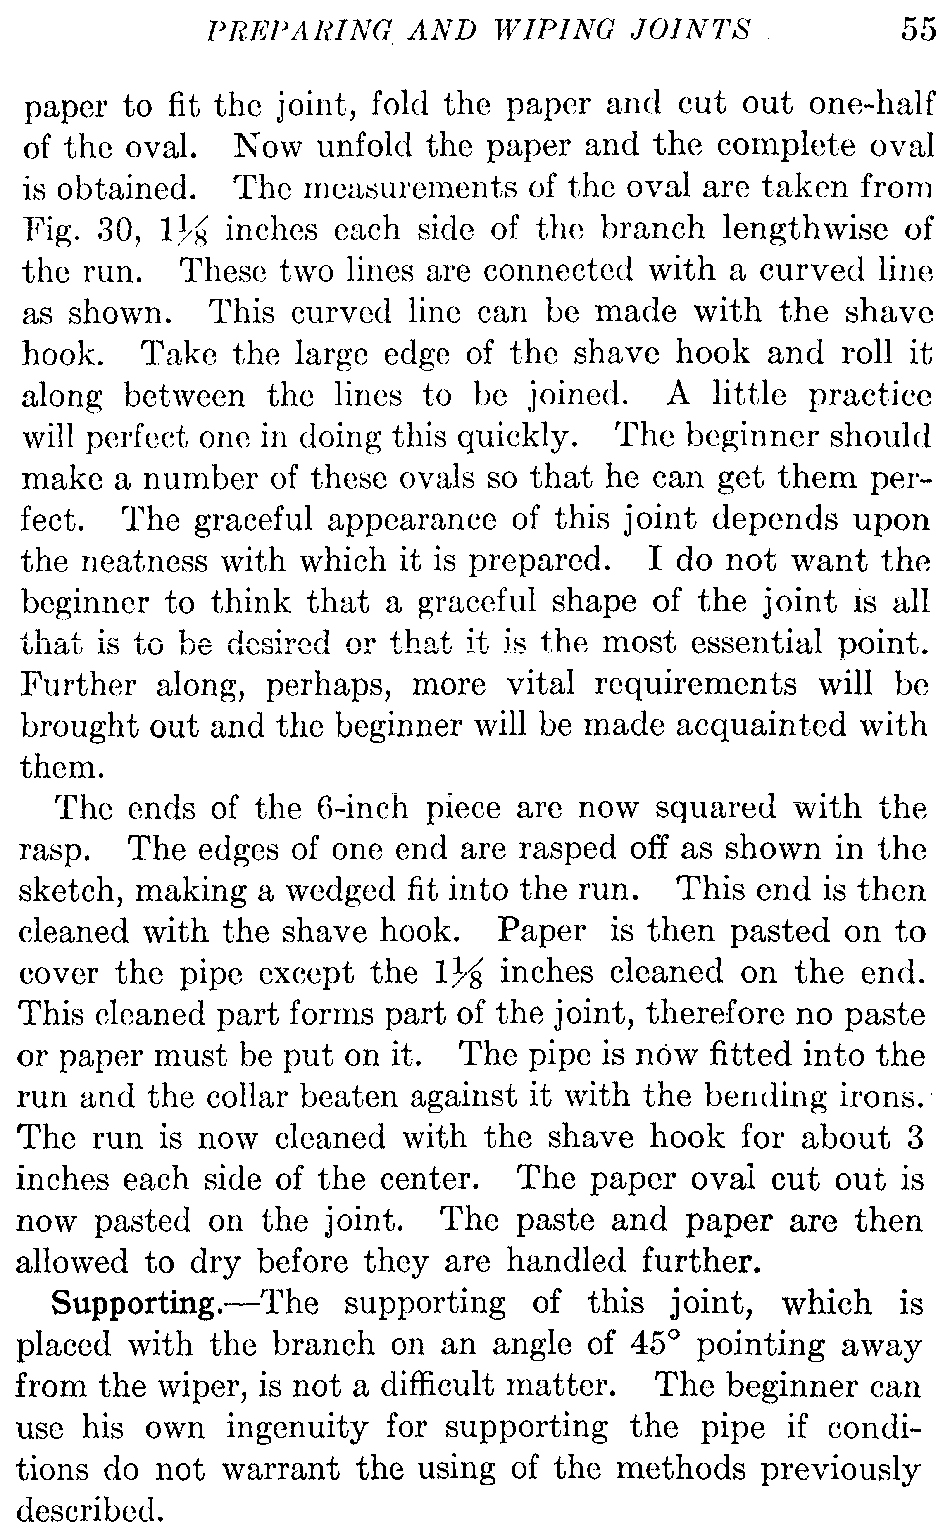 PREPARING AND WIPING JOINTS 55
paper to fit the joint, fold the paper and cut out one-half
of the oval. Now unfold the paper and the complete oval
is obtained. The measurements of the oval are taken from
Fig. 30, 1⅛ inches each side of the branch lengthwise of
the run. These two lines are connected with a curved line
as shown. This curved line can be made with the shave
hook. Take the large edge of the shave hook and roll it
along between the lines to be joined. A little practice
will perfect one in doing this quickly. The beginner should
make a number of these ovals so that he can get them per-
fect. The graceful appearance of this joint depends upon
the neatness with which it is prepared. I do not want the
beginner to think that a graceful shape of the joint is all
that is to be desired or that it is the most essential point.
Further along, perhaps, more vital requirements will be
brought out and the beginner will be made acquainted with
them.
The ends of the 6-inch piece are now squared with the
rasp. The edges of one end are rasped off as shown in the
sketch, making a wedged fit into the run. This end is then
cleaned with the shave hook. Paper is then pasted on to
cover the pipe except the 1⅛ inches cleaned on the end.
This cleaned part forms part of the joint, therefore no paste
or paper must be put on it. The pipe is now fitted into the
run and the collar beaten against it with the bending irons.
The run is now cleaned with the shave hook for about 3
inches each side of the center. The paper oval cut out is
now pasted on the joint. The paste and paper are then
allowed to dry before they are handled further.
Supporting.—The supporting of this joint, which is
placed with the branch on an angle of 45° pointing away
from the wiper, is not a difficult matter. The beginner can
use his own ingenuity for supporting the pipe if condi-
tions do not warrant the using of the methods previously
described.